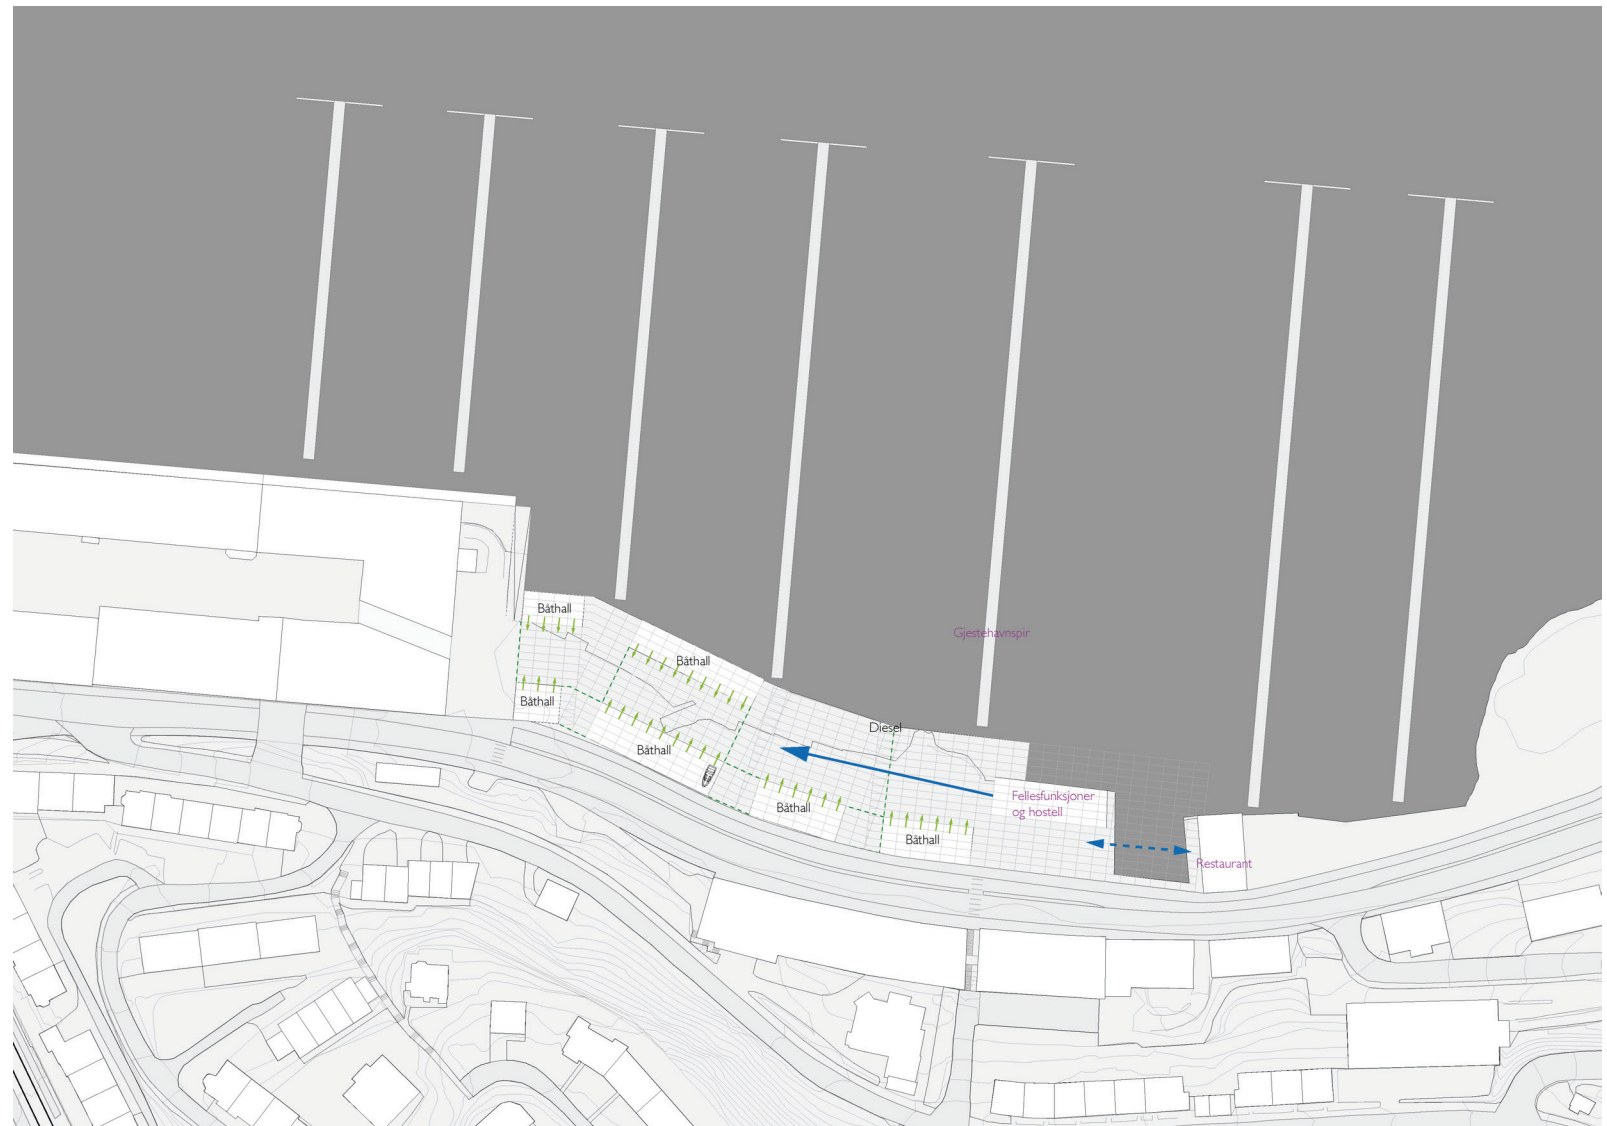 Båthall
Gjestehavnspir
Båthall
Båthall
Diesel
Båthall
Fellesfunksjoner
og hostell
Båthall
Båthall
Restaurant